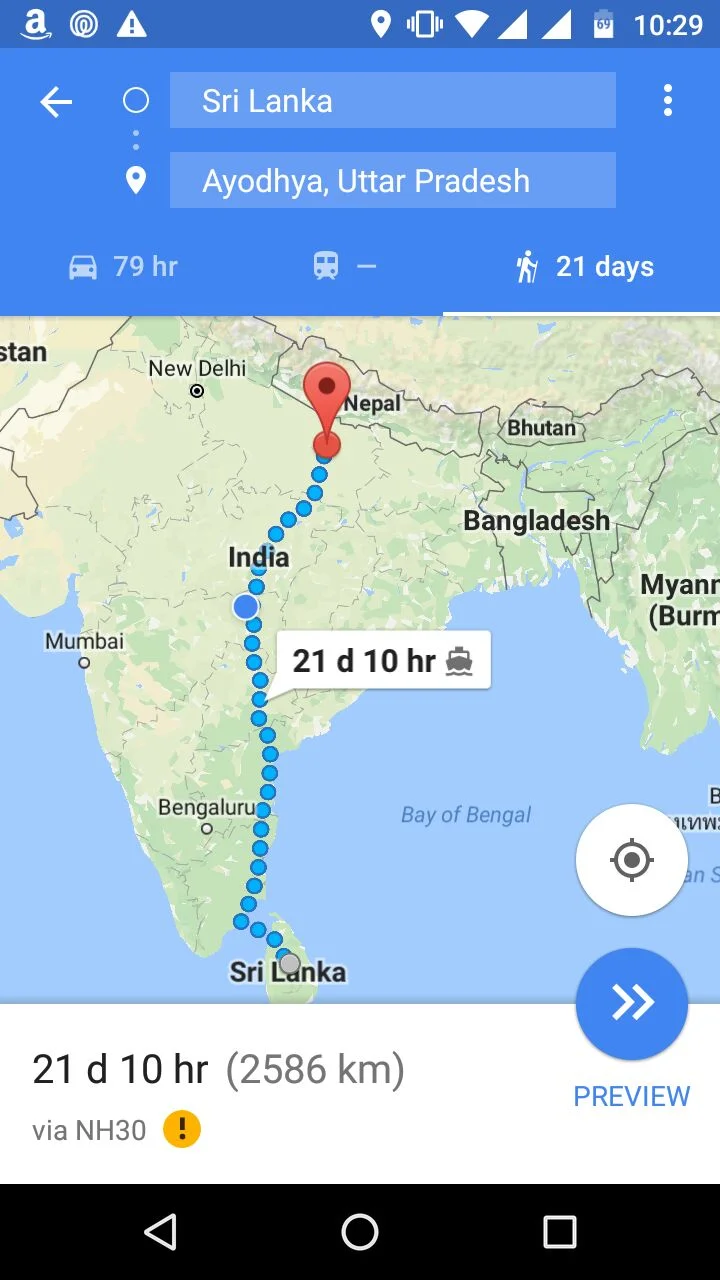 69 10:29
Sri Lanka
Ayodhya, Uttar Pradesh
79 hr — 21 days
stan
New Delhi
Nepal
Bhutan
Bangladesh
India
Myanm
(Burm
Mumbai
21 d 10 hr
Bengaluru
Bay of Bengal
B
an S
Sri Lanka
21 d 10 hr (2586 km)
PREVIEW
via NH30